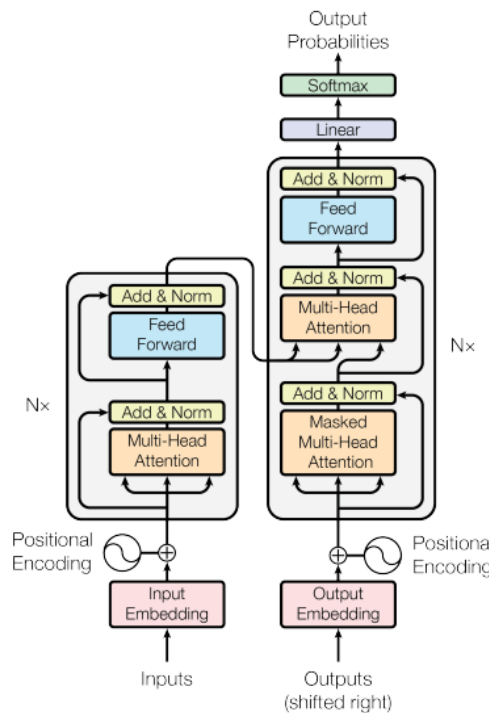 Output
Probabilities
Softmax
Linear
Add & Norm
Feed
Forward
Add & Norm
Multi-Head
Attention
Add & Norm
Masked
Multi-Head
Attention
Nx
Add & Norm
Feed
Forward
Add & Norm
Multi-Head
Attention
Nx
Positional
Encoding
Positional
Encoding
Input
Embedding
Output
Embedding
Inputs
Outputs
(shifted right)